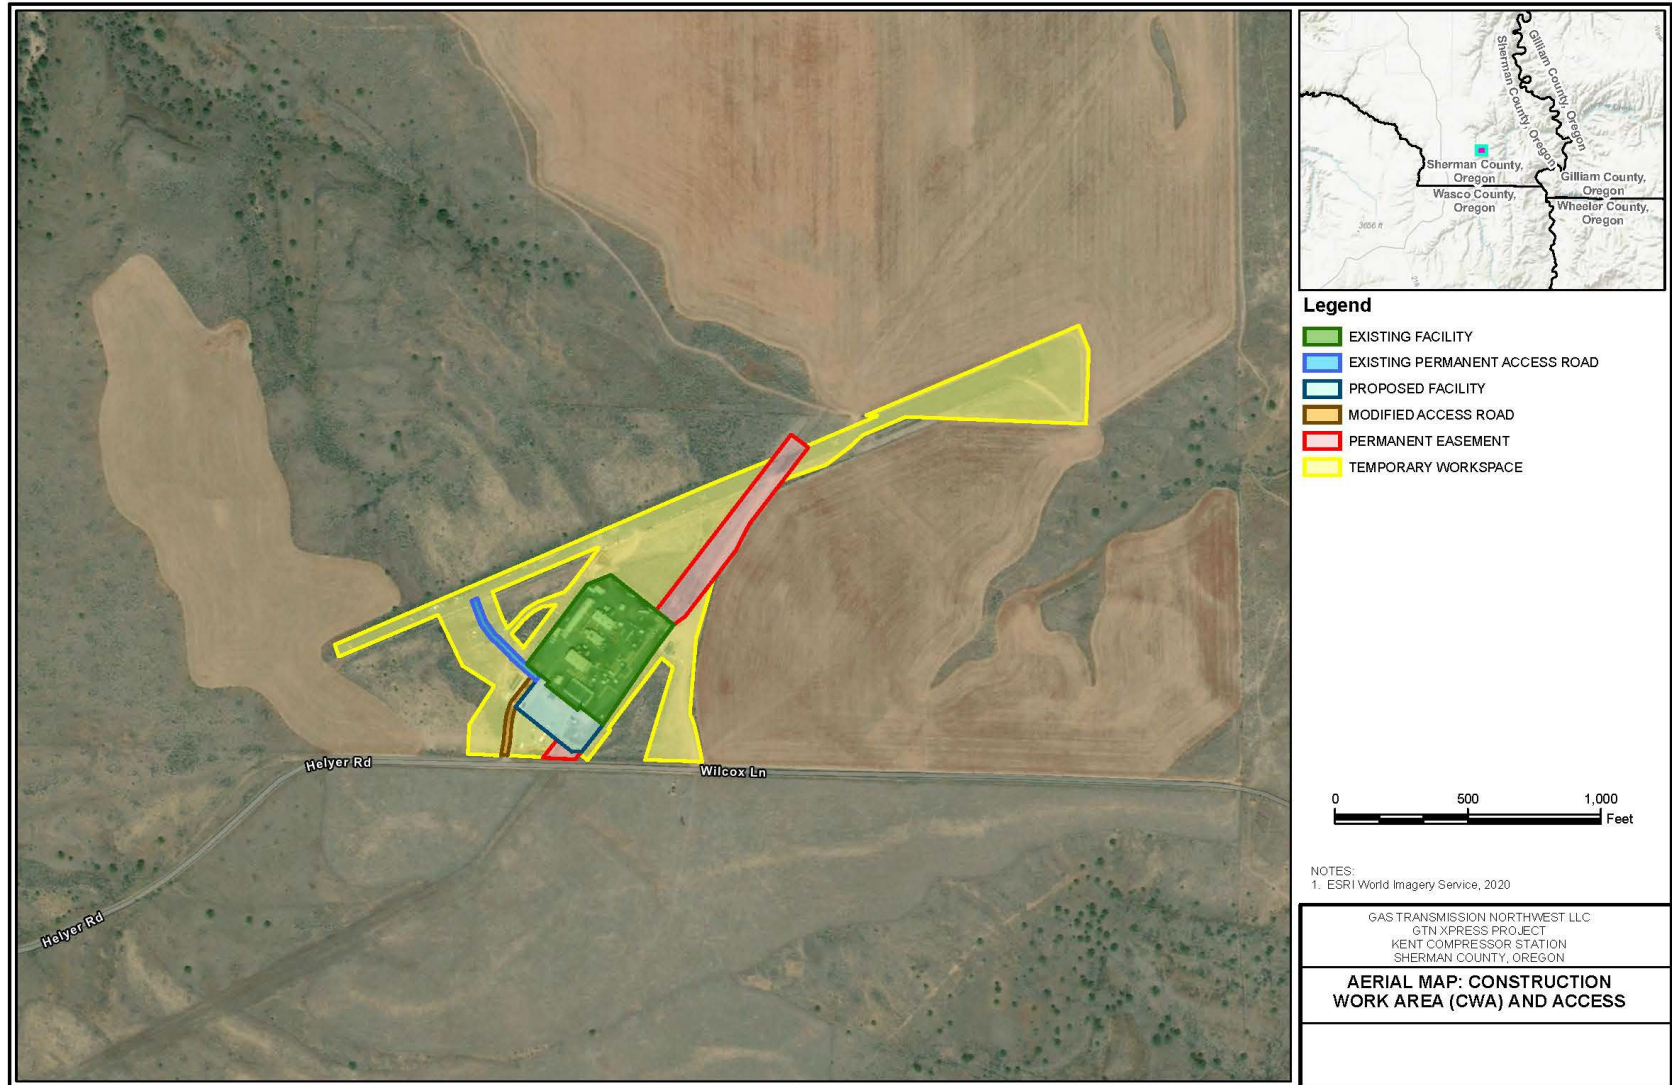 Helyer Rd
Wilcox Ln
Helyer Rd
Sherman County, Oregon
Gilliam County, Oregon
Sherman County,
Oregon
Wasco County,
Oregon
Gilliam County,
Oregon
Wheeler County,
Oregon
3656 ft
Legend
EXISTING FACILITY
EXISTING PERMANENT ACCESS ROAD
PROPOSED FACILITY
MODIFIED ACCESS ROAD
PERMANENT EASEMENT
TEMPORARY WORKSPACE
0 500 1,000
Feet
NOTES:
1. ESRI World Imagery Service, 2020
GAS TRANSMISSION NORTHWEST LLC
GTN XPRESS PROJECT
KENT COMPRESSOR STATION
SHERMAN COUNTY, OREGON
AERIAL MAP: CONSTRUCTION
WORK AREA (CWA) AND ACCESS